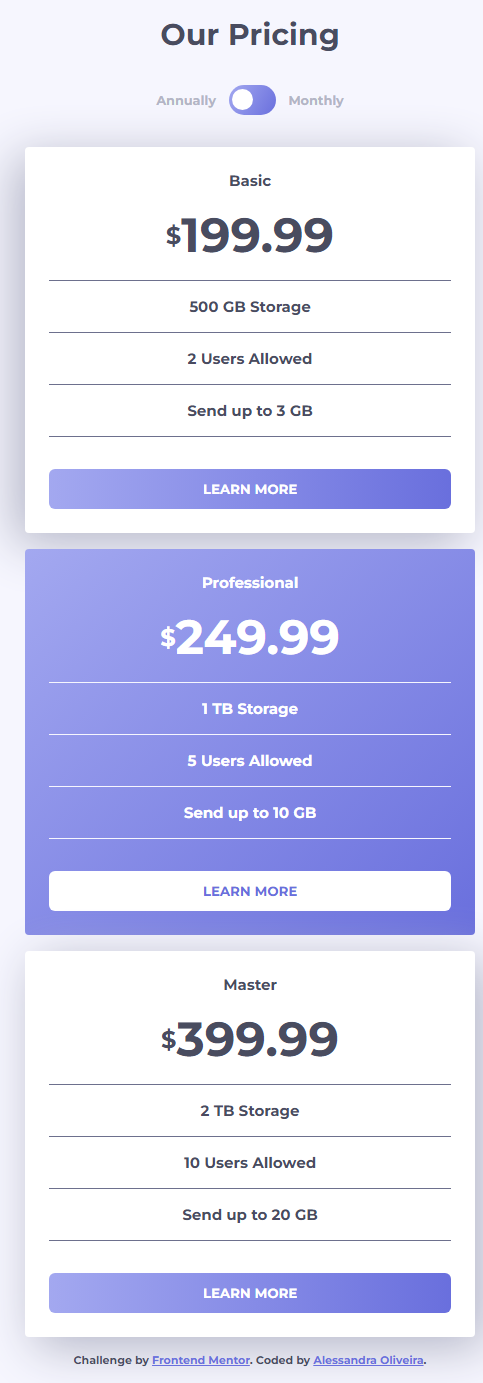 Our Pricing
Annually Monthly
Basic
$199.99
500 GB Storage
2 Users Allowed
Send up to 3 GB
LEARN MORE
Professional
$249.99
1 TB Storage
5 Users Allowed
Send up to 10 GB
LEARN MORE
Master
$399.99
2 TB Storage
10 Users Allowed
Send up to 20 GB
LEARN MORE
Challenge by Frontend Mentor. Coded by Alessandra Oliveira.